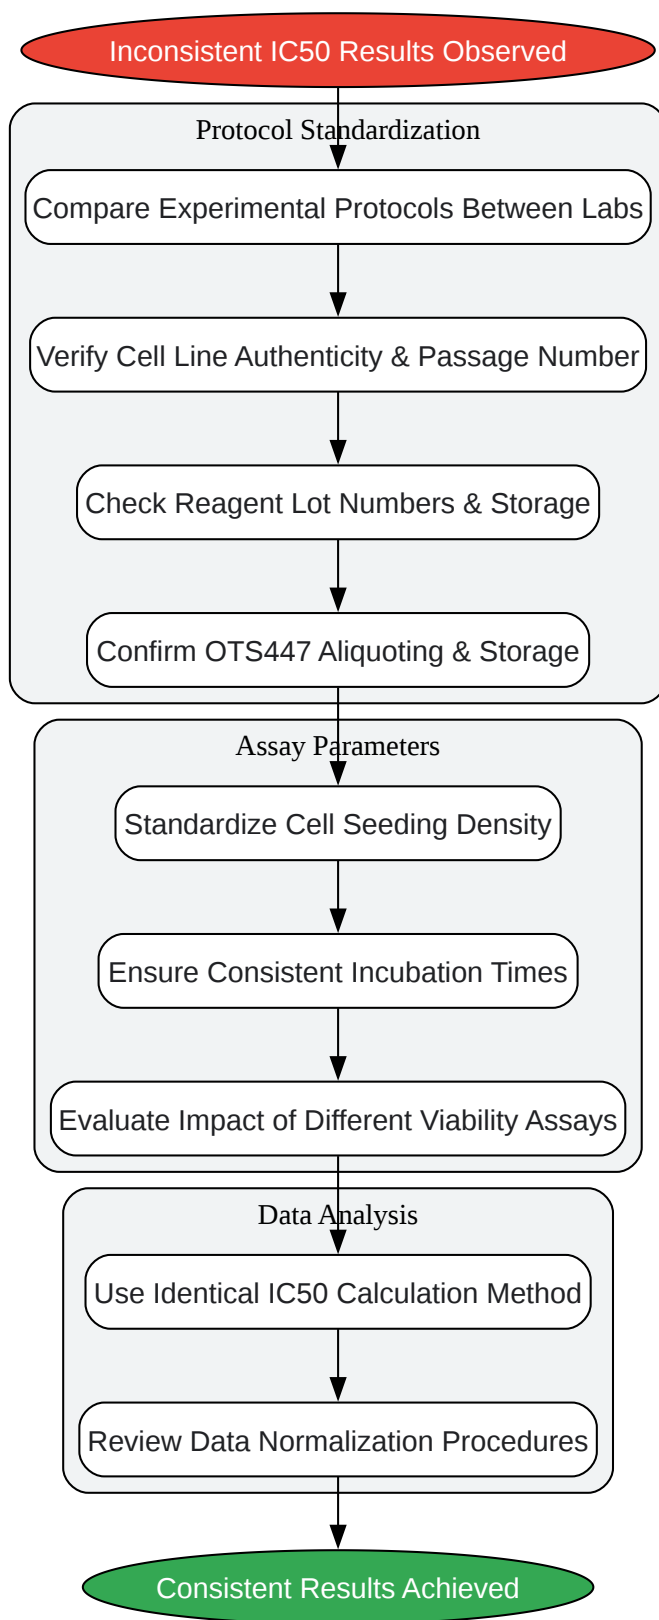 Inconsistent IC50 Results Observed
Protocol Standardization
Compare Experimental Protocols Between Labs
Verify Cell Line Authenticity & Passage Number
Check Reagent Lot Numbers & Storage
Confirm OTS447 Aliquoting & Storage
Assay Parameters
Standardize Cell Seeding Density
Ensure Consistent Incubation Times
Evaluate Impact of Different Viability Assays
Data Analysis
Use Identical IC50 Calculation Method
Review Data Normalization Procedures
Consistent Results Achieved